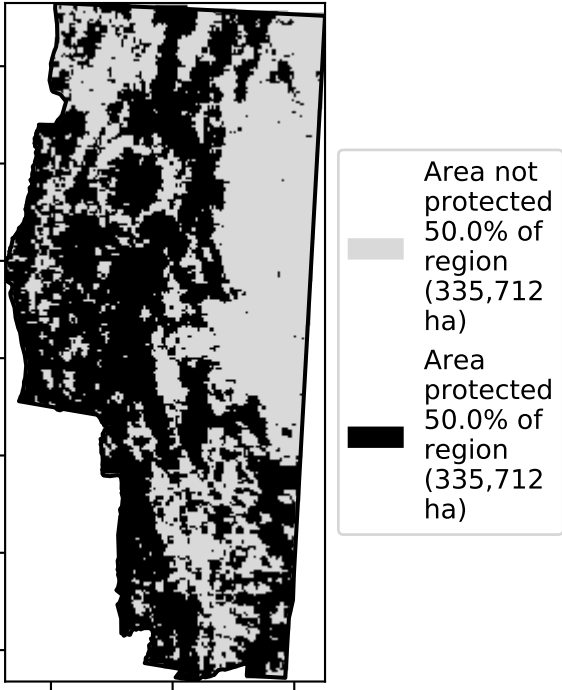 Area not
protected
50.0% of
region
(335,712
ha)
Area
protected
50.0% of
region
(335,712
ha)